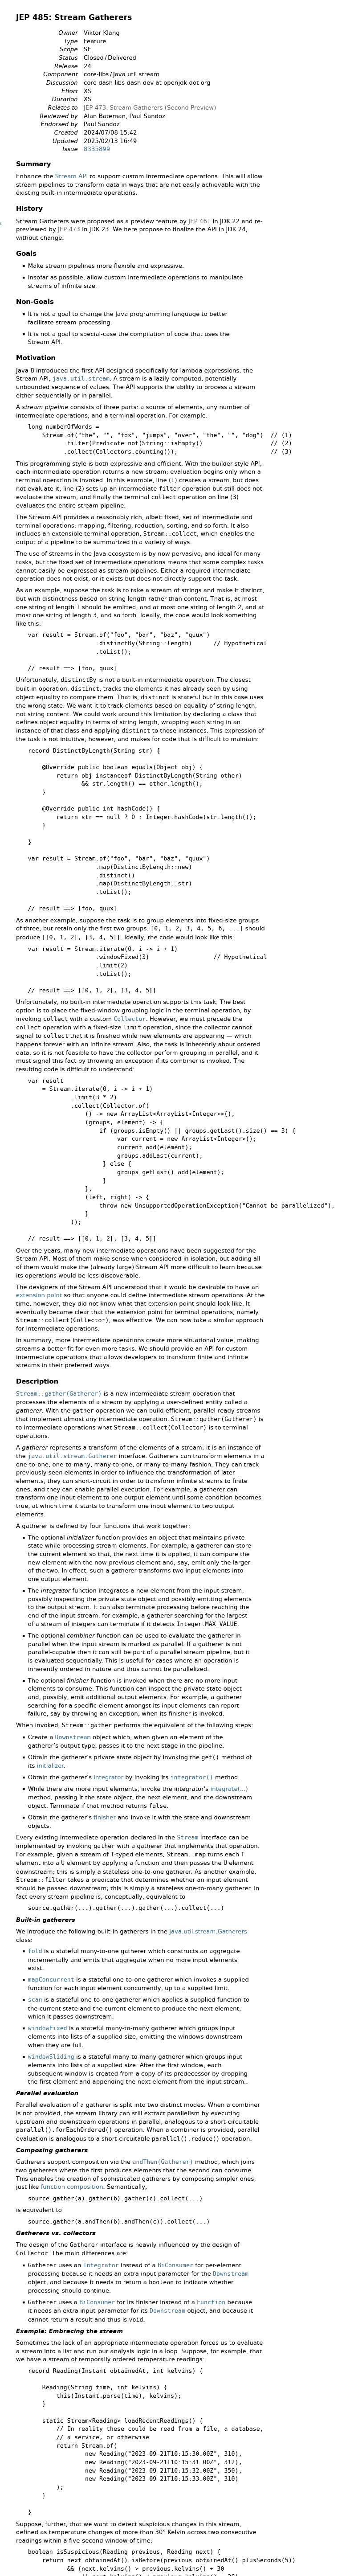 JEP 485: Stream Gatherers
Owner Viktor Klang
Type Feature
Scope SE
Status Closed / Delivered
Release 24
Component core-libs / java.util.stream
Discussion core dash libs dash dev at openjdk dot org
Effort XS
Duration XS
Relates to JEP 473: Stream Gatherers (Second Preview)
Reviewed by Alan Bateman, Paul Sandoz
Endorsed by Paul Sandoz
Created 2024/07/08 15:42
Updated 2025/02/13 16:49
Issue 8335899
Summary
Enhance the Stream API to support custom intermediate operations. This will allow
stream pipelines to transform data in ways that are not easily achievable with the
existing built-in intermediate operations.
History
Stream Gatherers were proposed as a preview feature by JEP 461 in JDK 22 and re-
previewed by JEP 473 in JDK 23. We here propose to finalize the API in JDK 24,
without change.
Goals
• Make stream pipelines more flexible and expressive.
• Insofar as possible, allow custom intermediate operations to manipulate
streams of infinite size.
Non-Goals
• It is not a goal to change the Java programming language to better
facilitate stream processing.
• It is not a goal to special-case the compilation of code that uses the
Stream API.
Motivation
Java 8 introduced the first API designed specifically for lambda expressions: the
Stream API, java.util.stream. A stream is a lazily computed, potentially
unbounded sequence of values. The API supports the ability to process a stream
either sequentially or in parallel.
A stream pipeline consists of three parts: a source of elements, any number of
intermediate operations, and a terminal operation. For example:
long numberOfWords =
    Stream.of("the", "", "fox", "jumps", "over", "the", "", "dog")  // (1)
          .filter(Predicate.not(String::isEmpty))                   // (2)
          .collect(Collectors.counting());                          // (3)
This programming style is both expressive and efficient. With the builder-style API,
each intermediate operation returns a new stream; evaluation begins only when a
terminal operation is invoked. In this example, line (1) creates a stream, but does
not evaluate it, line (2) sets up an intermediate filter operation but still does not
evaluate the stream, and finally the terminal collect operation on line (3)
evaluates the entire stream pipeline.
The Stream API provides a reasonably rich, albeit fixed, set of intermediate and
terminal operations: mapping, filtering, reduction, sorting, and so forth. It also
includes an extensible terminal operation, Stream::collect, which enables the
output of a pipeline to be summarized in a variety of ways.
The use of streams in the Java ecosystem is by now pervasive, and ideal for many
tasks, but the fixed set of intermediate operations means that some complex tasks
cannot easily be expressed as stream pipelines. Either a required intermediate
operation does not exist, or it exists but does not directly support the task.
As an example, suppose the task is to take a stream of strings and make it distinct,
but with distinctness based on string length rather than content. That is, at most
one string of length 1 should be emitted, and at most one string of length 2, and at
most one string of length 3, and so forth. Ideally, the code would look something
like this:
var result = Stream.of("foo", "bar", "baz", "quux")
                   .distinctBy(String::length)      // Hypothetical
                   .toList();
// result ==> [foo, quux]
Unfortunately, distinctBy is not a built-in intermediate operation. The closest
built-in operation, distinct, tracks the elements it has already seen by using
object equality to compare them. That is, distinct is stateful but in this case uses
the wrong state: We want it to track elements based on equality of string length,
not string content. We could work around this limitation by declaring a class that
defines object equality in terms of string length, wrapping each string in an
instance of that class and applying distinct to those instances. This expression of
the task is not intuitive, however, and makes for code that is difficult to maintain:
record DistinctByLength(String str) {
    @Override public boolean equals(Object obj) {
        return obj instanceof DistinctByLength(String other)
               && str.length() == other.length();
    }
    @Override public int hashCode() {
        return str == null ? 0 : Integer.hashCode(str.length());
    }
}
var result = Stream.of("foo", "bar", "baz", "quux")
                   .map(DistinctByLength::new)
                   .distinct()
                   .map(DistinctByLength::str)
                   .toList();
// result ==> [foo, quux]
As another example, suppose the task is to group elements into fixed-size groups
of three, but retain only the first two groups: [0, 1, 2, 3, 4, 5, 6, ...] should
produce [[0, 1, 2], [3, 4, 5]]. Ideally, the code would look like this:
var result = Stream.iterate(0, i -> i + 1)
                   .windowFixed(3)                  // Hypothetical
                   .limit(2)
                   .toList();
// result ==> [[0, 1, 2], [3, 4, 5]]
Unfortunately, no built-in intermediate operation supports this task. The best
option is to place the fixed-window grouping logic in the terminal operation, by
invoking collect with a custom Collector. However, we must precede the
collect operation with a fixed-size limit operation, since the collector cannot
signal to collect that it is finished while new elements are appearing — which
happens forever with an infinite stream. Also, the task is inherently about ordered
data, so it is not feasible to have the collector perform grouping in parallel, and it
must signal this fact by throwing an exception if its combiner is invoked. The
resulting code is difficult to understand:
var result
    = Stream.iterate(0, i -> i + 1)
            .limit(3 * 2)
            .collect(Collector.of(
                () -> new ArrayList<ArrayList<Integer>>(),
                (groups, element) -> {
                    if (groups.isEmpty() || groups.getLast().size() == 3) {
                        var current = new ArrayList<Integer>();
                        current.add(element);
                        groups.addLast(current);
                    } else {
                        groups.getLast().add(element);
                    }
                },
                (left, right) -> {
                    throw new UnsupportedOperationException("Cannot be parallelized");
                }
            ));
// result ==> [[0, 1, 2], [3, 4, 5]]
Over the years, many new intermediate operations have been suggested for the
Stream API. Most of them make sense when considered in isolation, but adding all
of them would make the (already large) Stream API more difficult to learn because
its operations would be less discoverable.
The designers of the Stream API understood that it would be desirable to have an
extension point so that anyone could define intermediate stream operations. At the
time, however, they did not know what that extension point should look like. It
eventually became clear that the extension point for terminal operations, namely
Stream::collect(Collector), was effective. We can now take a similar approach
for intermediate operations.
In summary, more intermediate operations create more situational value, making
streams a better fit for even more tasks. We should provide an API for custom
intermediate operations that allows developers to transform finite and infinite
streams in their preferred ways.
Description
Stream::gather(Gatherer) is a new intermediate stream operation that
processes the elements of a stream by applying a user-defined entity called a
gatherer. With the gather operation we can build efficient, parallel-ready streams
that implement almost any intermediate operation. Stream::gather(Gatherer) is
to intermediate operations what Stream::collect(Collector) is to terminal
operations.
A gatherer represents a transform of the elements of a stream; it is an instance of
the java.util.stream.Gatherer interface. Gatherers can transform elements in a
one-to-one, one-to-many, many-to-one, or many-to-many fashion. They can track
previously seen elements in order to influence the transformation of later
elements, they can short-circuit in order to transform infinite streams to finite
ones, and they can enable parallel execution. For example, a gatherer can
transform one input element to one output element until some condition becomes
true, at which time it starts to transform one input element to two output
elements.
A gatherer is defined by four functions that work together:
• The optional initializer function provides an object that maintains private
state while processing stream elements. For example, a gatherer can store
the current element so that, the next time it is applied, it can compare the
new element with the now-previous element and, say, emit only the larger
of the two. In effect, such a gatherer transforms two input elements into
one output element.
• The integrator function integrates a new element from the input stream,
possibly inspecting the private state object and possibly emitting elements
to the output stream. It can also terminate processing before reaching the
end of the input stream; for example, a gatherer searching for the largest
of a stream of integers can terminate if it detects Integer.MAX_VALUE.
• The optional combiner function can be used to evaluate the gatherer in
parallel when the input stream is marked as parallel. If a gatherer is not
parallel-capable then it can still be part of a parallel stream pipeline, but it
is evaluated sequentially. This is useful for cases where an operation is
inherently ordered in nature and thus cannot be parallelized.
• The optional finisher function is invoked when there are no more input
elements to consume. This function can inspect the private state object
and, possibly, emit additional output elements. For example, a gatherer
searching for a specific element amongst its input elements can report
failure, say by throwing an exception, when its finisher is invoked.
When invoked, Stream::gather performs the equivalent of the following steps:
• Create a Downstream object which, when given an element of the
gatherer's output type, passes it to the next stage in the pipeline.
• Obtain the gatherer's private state object by invoking the get() method of
its initializer.
• Obtain the gatherer's integrator by invoking its integrator() method.
• While there are more input elements, invoke the integrator's integrate(...)
method, passing it the state object, the next element, and the downstream
object. Terminate if that method returns false.
• Obtain the gatherer's finisher and invoke it with the state and downstream
objects.
Every existing intermediate operation declared in the Stream interface can be
implemented by invoking gather with a gatherer that implements that operation.
For example, given a stream of T-typed elements, Stream::map turns each T
element into a U element by applying a function and then passes the U element
downstream; this is simply a stateless one-to-one gatherer. As another example,
Stream::filter takes a predicate that determines whether an input element
should be passed downstream; this is simply a stateless one-to-many gatherer. In
fact every stream pipeline is, conceptually, equivalent to
source.gather(...).gather(...).gather(...).collect(...)
Built-in gatherers
We introduce the following built-in gatherers in the java.util.stream Gatherers
class:
• fold is a stateful many-to-one gatherer which constructs an aggregate
incrementally and emits that aggregate when no more input elements
exist.
• mapConcurrent is a stateful one-to-one gatherer which invokes a supplied
function for each input element concurrently, up to a supplied limit.
• scan is a stateful one-to-one gatherer which applies a supplied function to
the current state and the current element to produce the next element,
which it passes downstream.
• windowFixed is a stateful many-to-many gatherer which groups input
elements into lists of a supplied size, emitting the windows downstream
when they are full.
• windowSliding is a stateful many-to-many gatherer which groups input
elements into lists of a supplied size. After the first window, each
subsequent window is created from a copy of its predecessor by dropping
the first element and appending the next element from the input stream..
Parallel evaluation
Parallel evaluation of a gatherer is split into two distinct modes. When a combiner
is not provided, the stream library can still extract parallelism by executing
upstream and downstream operations in parallel, analogous to a short-circuitable
parallel().forEachOrdered() operation. When a combiner is provided, parallel
evaluation is analogous to a short-circuitable parallel().reduce() operation.
Composing gatherers
Gatherers support composition via the andThen(Gatherer) method, which joins
two gatherers where the first produces elements that the second can consume.
This enables the creation of sophisticated gatherers by composing simpler ones,
just like function composition. Semantically,
source.gather(a).gather(b).gather(c).collect(...)
is equivalent to
source.gather(a.andThen(b).andThen(c)).collect(...)
Gatherers vs. collectors
The design of the Gatherer interface is heavily influenced by the design of
Collector. The main differences are:
• Gatherer uses an Integrator instead of a BiConsumer for per-element
processing because it needs an extra input parameter for the Downstream
object, and because it needs to return a boolean to indicate whether
processing should continue.
• Gatherer uses a BiConsumer for its finisher instead of a Function because
it needs an extra input parameter for its Downstream object, and because it
cannot return a result and thus is void.
Example: Embracing the stream
Sometimes the lack of an appropriate intermediate operation forces us to evaluate
a stream into a list and run our analysis logic in a loop. Suppose, for example, that
we have a stream of temporally ordered temperature readings:
record Reading(Instant obtainedAt, int kelvins) {
    Reading(String time, int kelvins) {
        this(Instant.parse(time), kelvins);
    }
    static Stream<Reading> loadRecentReadings() {
        // In reality these could be read from a file, a database,
        // a service, or otherwise
        return Stream.of(
                new Reading("2023-09-21T10:15:30.00Z", 310),
                new Reading("2023-09-21T10:15:31.00Z", 312),
                new Reading("2023-09-21T10:15:32.00Z", 350),
                new Reading("2023-09-21T10:15:33.00Z", 310)
        );
    }
}
Suppose, further, that we want to detect suspicious changes in this stream,
defined as temperature changes of more than 30° Kelvin across two consecutive
readings within a five-second window of time:
boolean isSuspicious(Reading previous, Reading next) {
    return next.obtainedAt().isBefore(previous.obtainedAt().plusSeconds(5))
           && (next.kelvins() > previous.kelvins() + 30